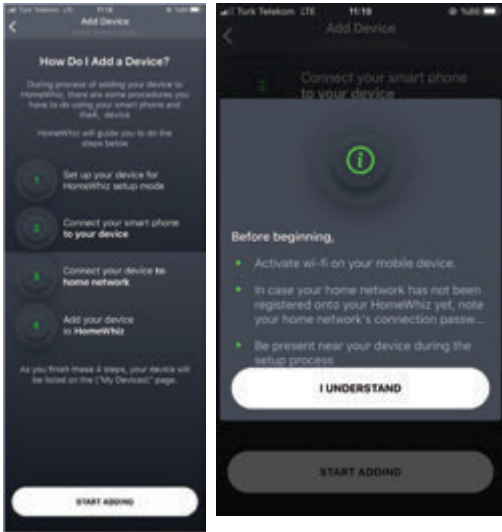 Add Device
How Do I Add a Device?
During process of adding your device to
HomeWhiz, there are some procedures you
have to do using your smart phone and
theÂ, device
HomeWhiz will guide you to do the
steps below
1
Set up your device for
HomeWhiz setup mode
2
Connect your smart phone
to your device
3
Connect your device to
home network
4
Add your device
to HomeWhiz
As you finish these 4 steps, your device will
be listed on the ("My Devices)," page.
START ADDING
Turk Telekom LTE 11:19
Add Device
2
Connect your smart phone
to your device
i
Before beginning,
• Activate wi-fi on your mobile device.
• In case your home network has not been
registered onto your HomeWhiz yet, note
your home network's connection passw...
• Be present near your device during the
setup process
I UNDERSTAND
START ADDING